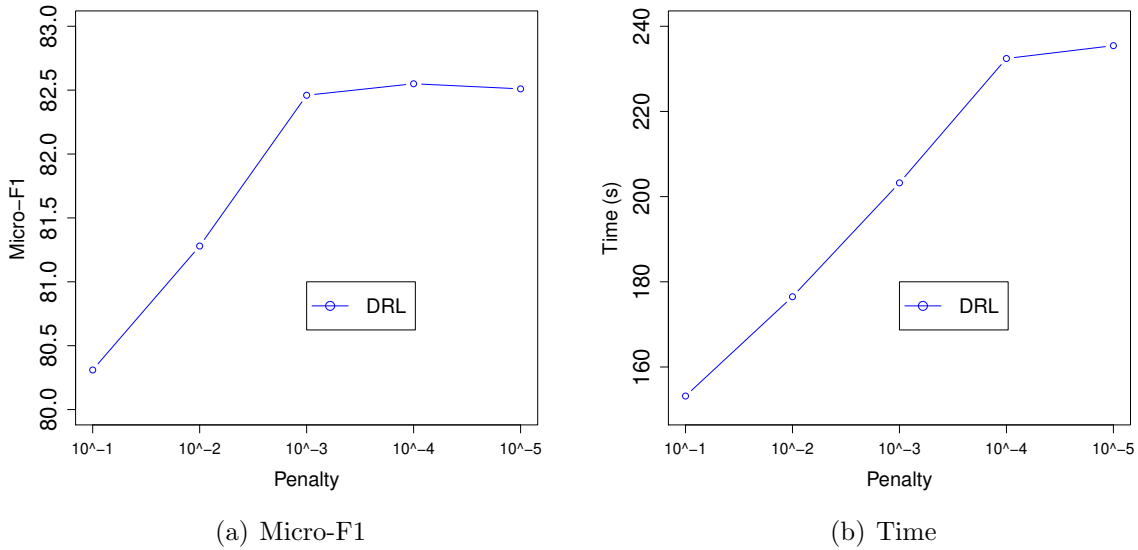 83.0
82.5
82.0
81.5
81.0
80.5
80.0
Micro−F1
DRL
10^−1 10^−2 10^−3 10^−4 10^−5
Penalty
(a) Micro-F1
240
220
200
180
160
Time (s)
DRL
10^−1 10^−2 10^−3 10^−4 10^−5
Penalty
(b) Time